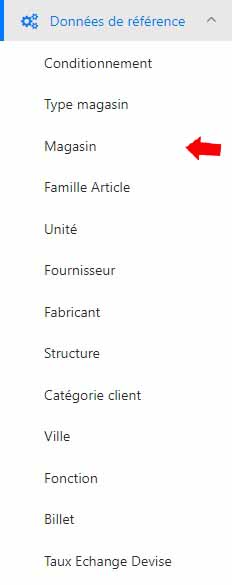 Données de référence
Conditionnement
Type magasin
Magasin
Famille Article
Unité
Fournisseur
Fabricant
Structure
Catégorie client
Ville
Fonction
Billet
Taux Echange Devise